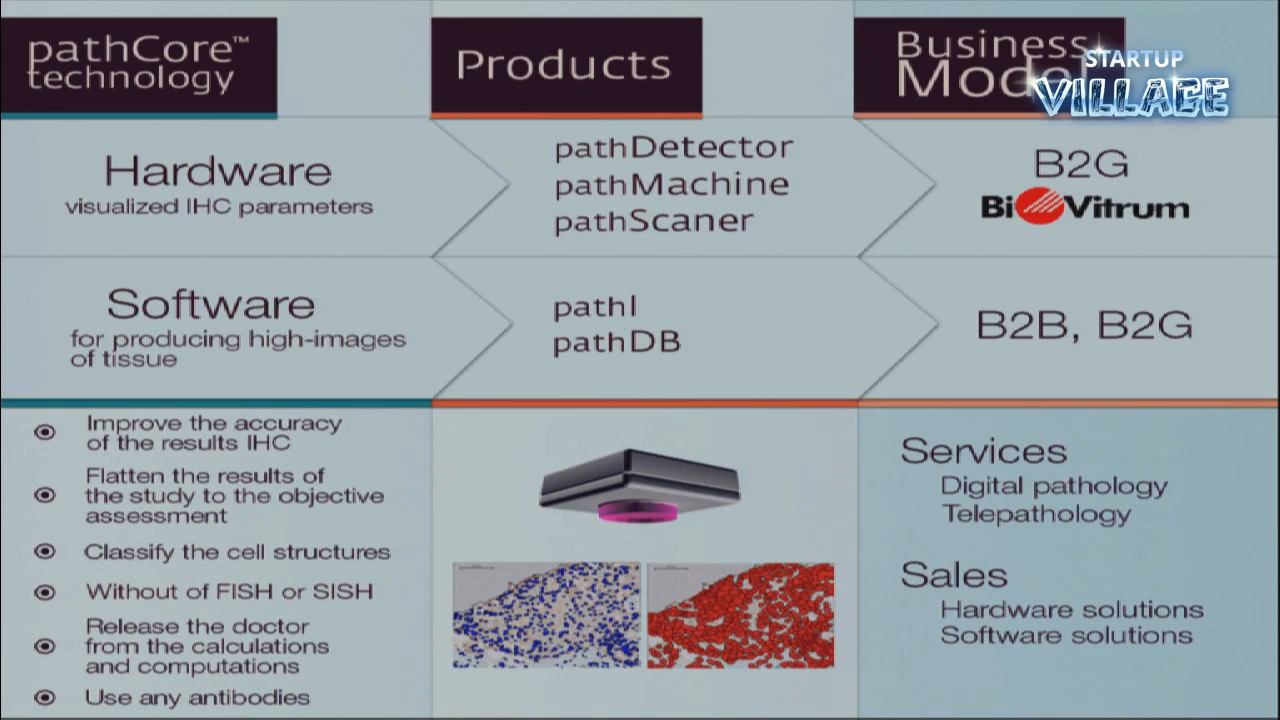 pathCore™
technology
Products
Business
Model
STARTUP
VILLAGE
Hardware
visualized IHC parameters
pathDetector
pathMachine
pathScaner
B2G
BioVitrum
Software
for producing high-images
of tissue
pathI
pathDB
B2B, B2G
Improve the accuracy
of the results IHC
Flatten the results of
the study to the objective
assessment
Classify the cell structures
Without of FISH or SISH
Release the doctor
from the calculations
and computations
Use any antibodies
Services
Digital pathology
Telepathology
Sales
Hardware solutions
Software solutions